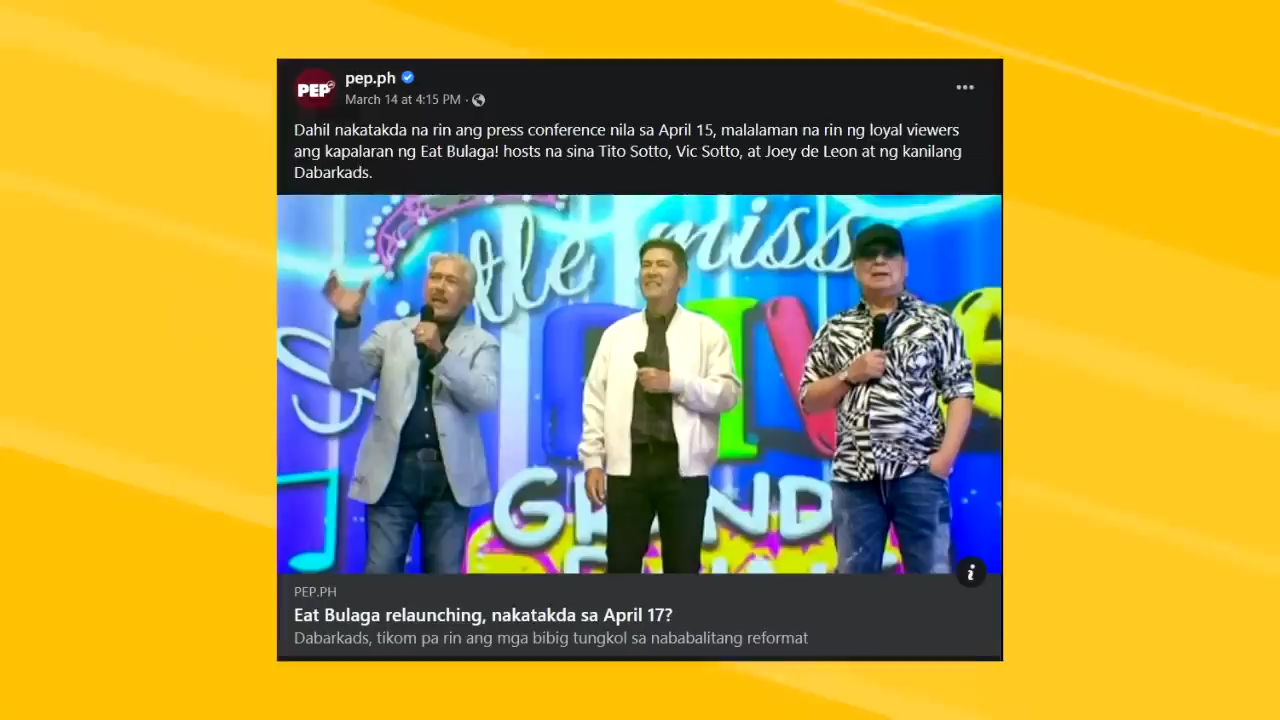 PEP
pep.ph
March 14 at 4:15 PM ·
Dahil nakatakda na rin ang press conference nila sa April 15, malalaman na rin ng loyal viewers
ang kapalaran ng Eat Bulaga! hosts na sina Tito Sotto, Vic Sotto, at Joey de Leon at ng kanilang
Dabarkads.
little miss
GRAND
PEP.PH
Eat Bulaga relaunching, nakatakda sa April 17?
Dabarkads, tikom pa rin ang mga bibig tungkol sa nababalitang reformat